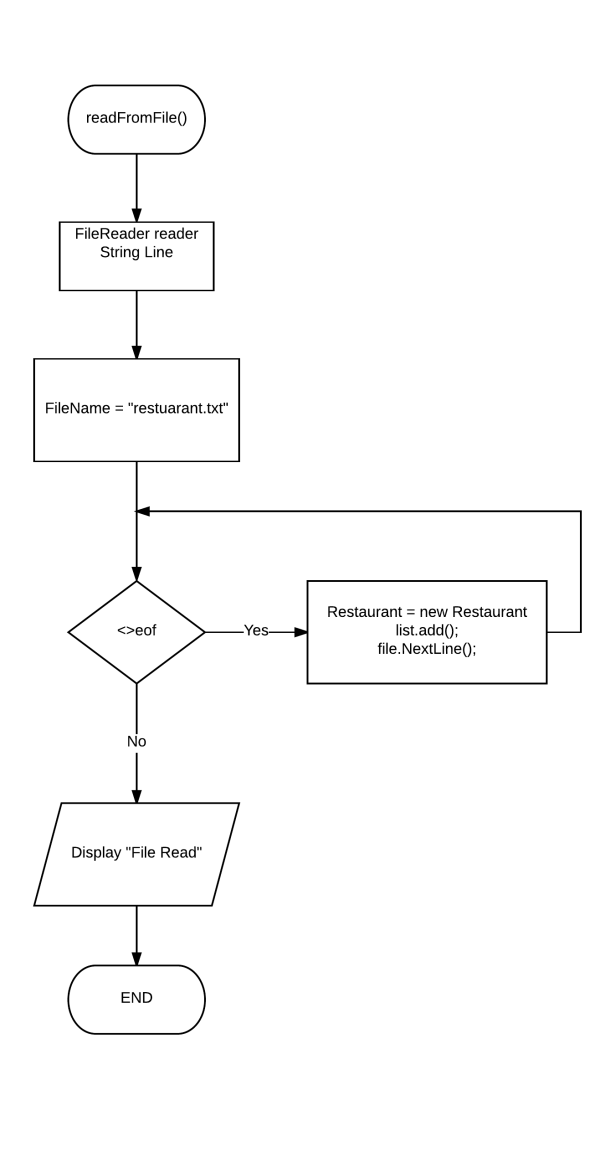 readFromFile()
FileReader reader
String Line
FileName = "restuarant.txt"
<>eof
Yes
Restaurant = new Restaurant
list.add();
file.NextLine();
No
Display "File Read"
END